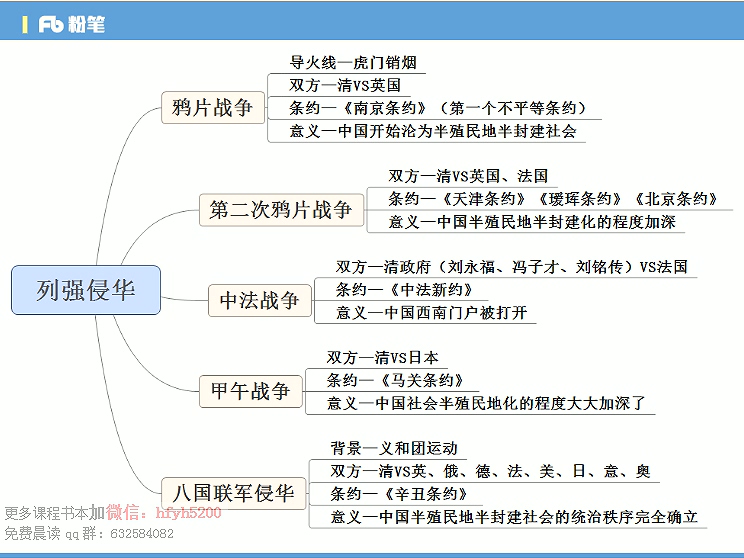 粉笔
导火线—虎门销烟
双方—清VS英国
鸦片战争
条约—《南京条约》（第一个不平等条约）
意义—中国开始沦为半殖民地半封建社会
双方—清VS英国、法国
第二次鸦片战争
条约—《天津条约》《瑷珲条约》《北京条约》
意义—中国半殖民地半封建化的程度加深
列强侵华
双方—清政府（刘永福、冯子才、刘铭传）VS法国
中法战争
条约—《中法新约》
意义—中国西南门户被打开
双方—清VS日本
甲午战争
条约—《马关条约》
意义—中国社会半殖民地化的程度大大加深了
背景—义和团运动
双方—清VS英、俄、德、法、美、日、意、奥
八国联军侵华
条约—《辛丑条约》
意义—中国半殖民地半封建社会的统治秩序完全确立
更多课程书本加微信：hfyh5200
免费晨读qq群：632584082